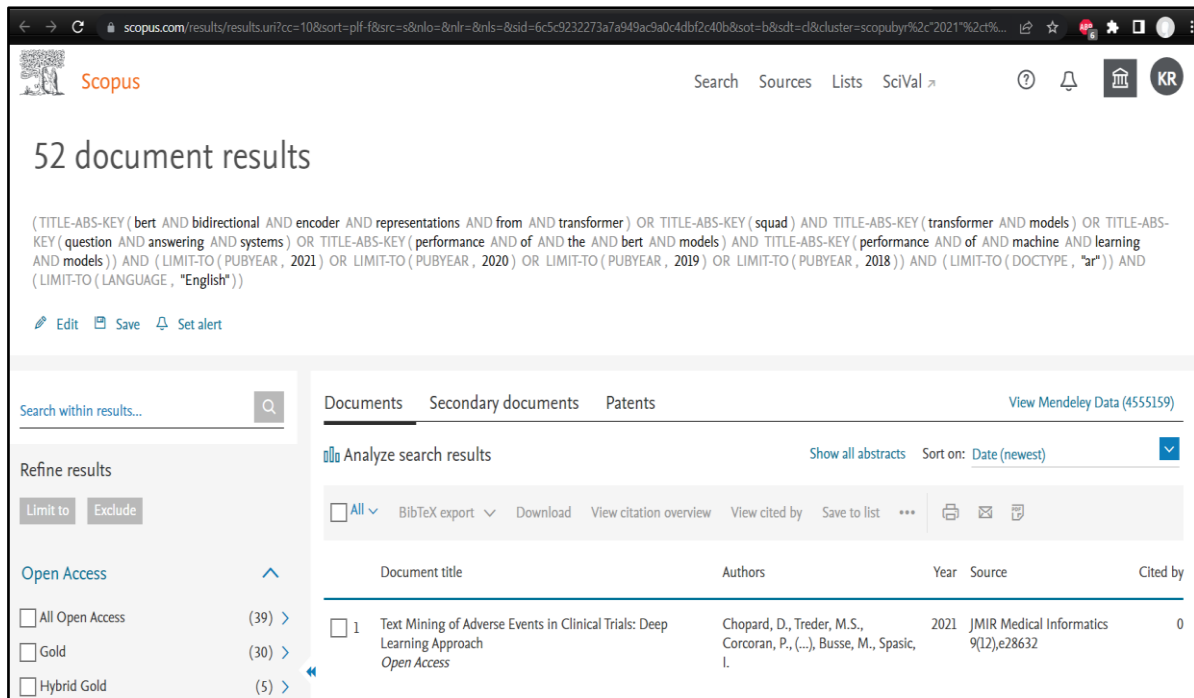 scopus.com/results/results.uri?cc=10&sort=plf-f&src=s&nlo=&nlr=&nls=&sid=6c5c9232273a7a949ac9a0c4dbf2c40b&sot=b&sdt=cl&cluster=scopubyr%2c"2021"%2ct%...
6
Scopus
Search Sources Lists SciVal ↗
KR
52 document results
(TITLE-ABS-KEY(bert AND bidirectional AND encoder AND representations AND from AND transformer) OR TITLE-ABS-KEY(squad) AND TITLE-ABS-KEY(transformer AND models) OR TITLE-ABS-
KEY(question AND answering AND systems) OR TITLE-ABS-KEY(performance AND of AND the AND bert AND models) AND TITLE-ABS-KEY(performance AND of AND machine AND learning
AND models)) AND (LIMIT-TO(PUBYEAR, 2021) OR LIMIT-TO(PUBYEAR, 2020) OR LIMIT-TO(PUBYEAR, 2019) OR LIMIT-TO(PUBYEAR, 2018)) AND (LIMIT-TO(DOCTYPE, "ar")) AND
(LIMIT-TO(LANGUAGE, "English"))
Edit Save Set alert
Search within results...
Refine results
Limit to Exclude
Open Access
All Open Access (39)
Gold (30)
Hybrid Gold (5)
Documents Secondary documents Patents View Mendeley Data (4555159)
Analyze search results Show all abstracts Sort on: Date (newest)
All BibTeX export Download View citation overview View cited by Save to list ...
Document title Authors Year Source Cited by
1 Text Mining of Adverse Events in Clinical Trials: Deep Chopard, D., Treder, M.S., 2021 JMIR Medical Informatics 0
Learning Approach Corcoran, P., (...), Busse, M., Spasic, 9(12),e28632
Open Access I.